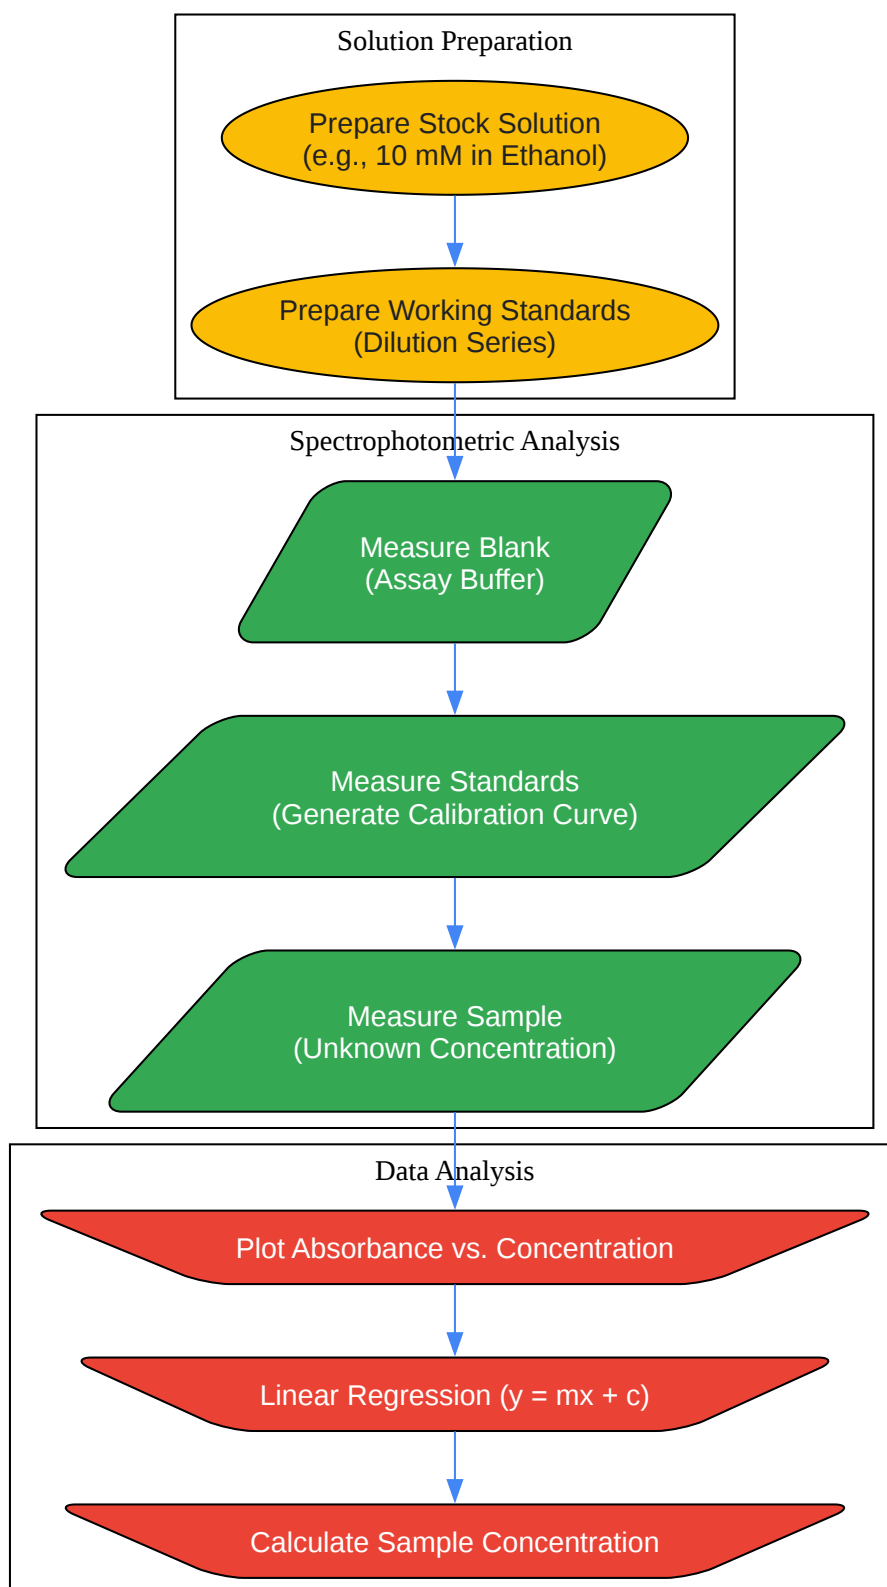 Solution Preparation
Prepare Stock Solution
(e.g., 10 mM in Ethanol)
Prepare Working Standards
(Dilution Series)
Spectrophotometric Analysis
Measure Blank
(Assay Buffer)
Measure Standards
(Generate Calibration Curve)
Measure Sample
(Unknown Concentration)
Data Analysis
Plot Absorbance vs. Concentration
Linear Regression (y = mx + c)
Calculate Sample Concentration